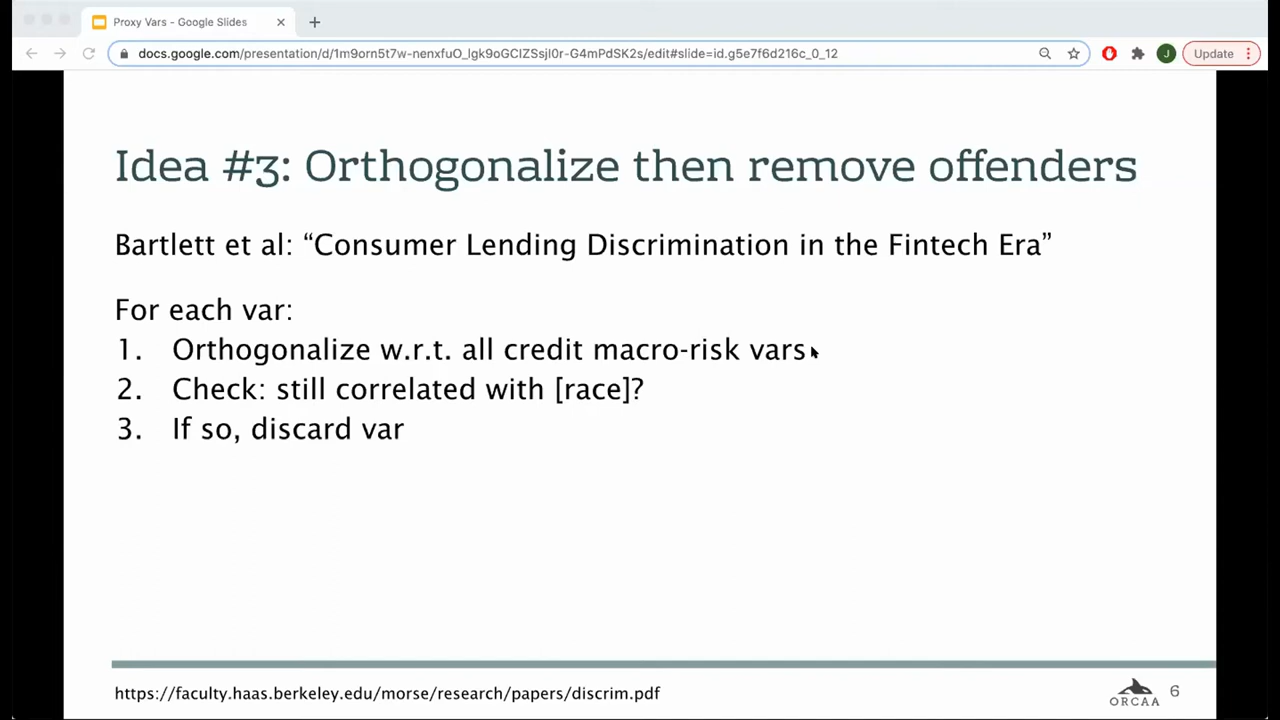 Proxy Vars - Google Slides
docs.google.com/presentation/d/1m9orn5t7w-nenxfuO_lgk9oGCIZSsjI0r-G4mPdSK2s/edit#slide=id.g5e7f6d216c_0_12
J
Update
Idea #3: Orthogonalize then remove offenders
Bartlett et al: “Consumer Lending Discrimination in the Fintech Era”
For each var:
1. Orthogonalize w.r.t. all credit macro-risk vars
2. Check: still correlated with [race]?
3. If so, discard var
https://faculty.haas.berkeley.edu/morse/research/papers/discrim.pdf
ORCAA
6